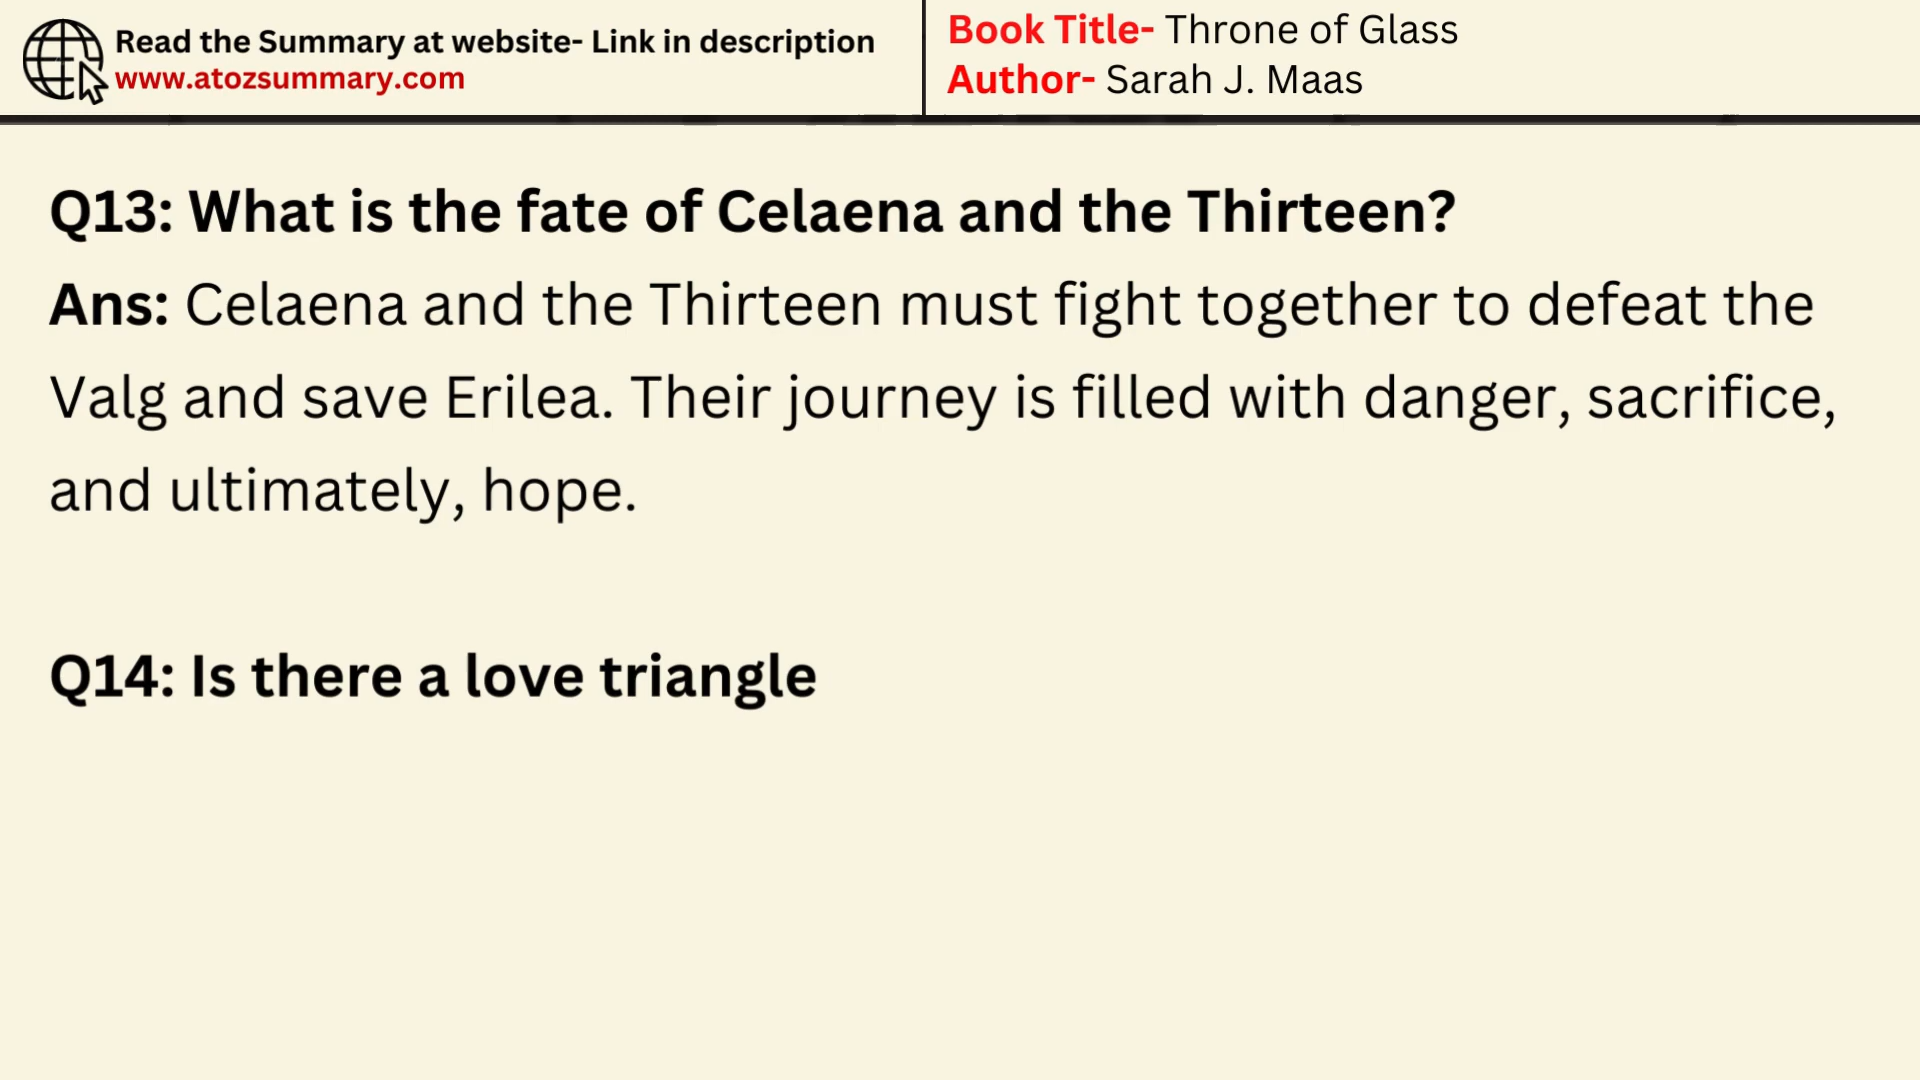 Read the Summary at website- Link in description
www.atozsummary.com
Book Title- Throne of Glass
Author- Sarah J. Maas
Q13: What is the fate of Celaena and the Thirteen?
Ans: Celaena and the Thirteen must fight together to defeat the
Valg and save Erilea. Their journey is filled with danger, sacrifice,
and ultimately, hope.
Q14: Is there a love triangle